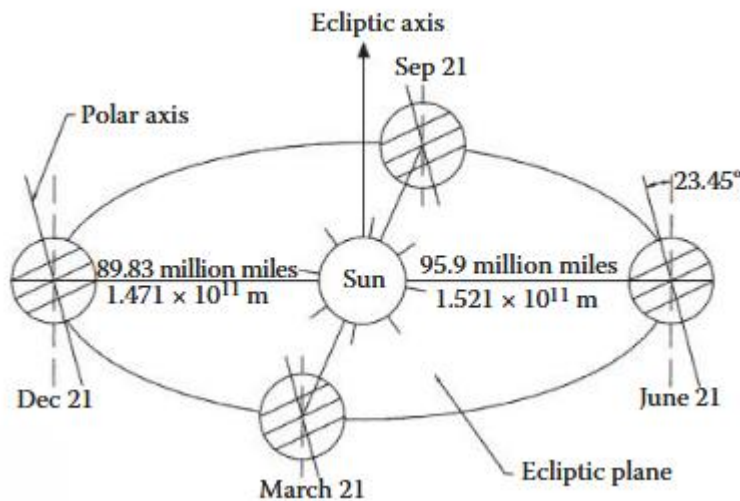 Ecliptic axis
Sep 21
Polar axis
23.45°
89.83 million miles
1.471 × 10¹¹ m
Sun
95.9 million miles
1.521 × 10¹¹ m
Dec 21
June 21
March 21
Ecliptic plane